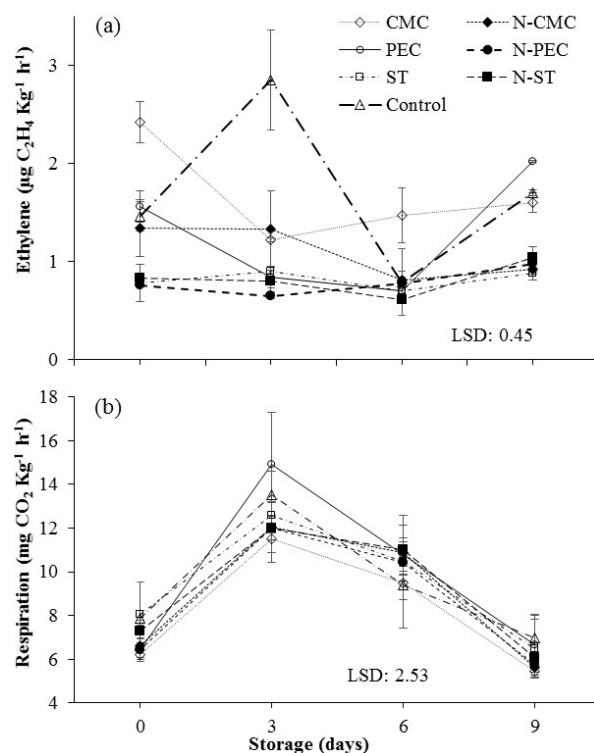 (a)
CMC N-CMC
PEC N-PEC
ST N-ST
Control
Ethylene (µg C₂H₄ Kg⁻¹ h⁻¹)
3
2
1
0
LSD: 0.45
(b)
Respiration (mg CO₂ Kg⁻¹ h⁻¹)
18
16
14
12
10
8
6
4
LSD: 2.53
0 3 6 9
Storage (days)